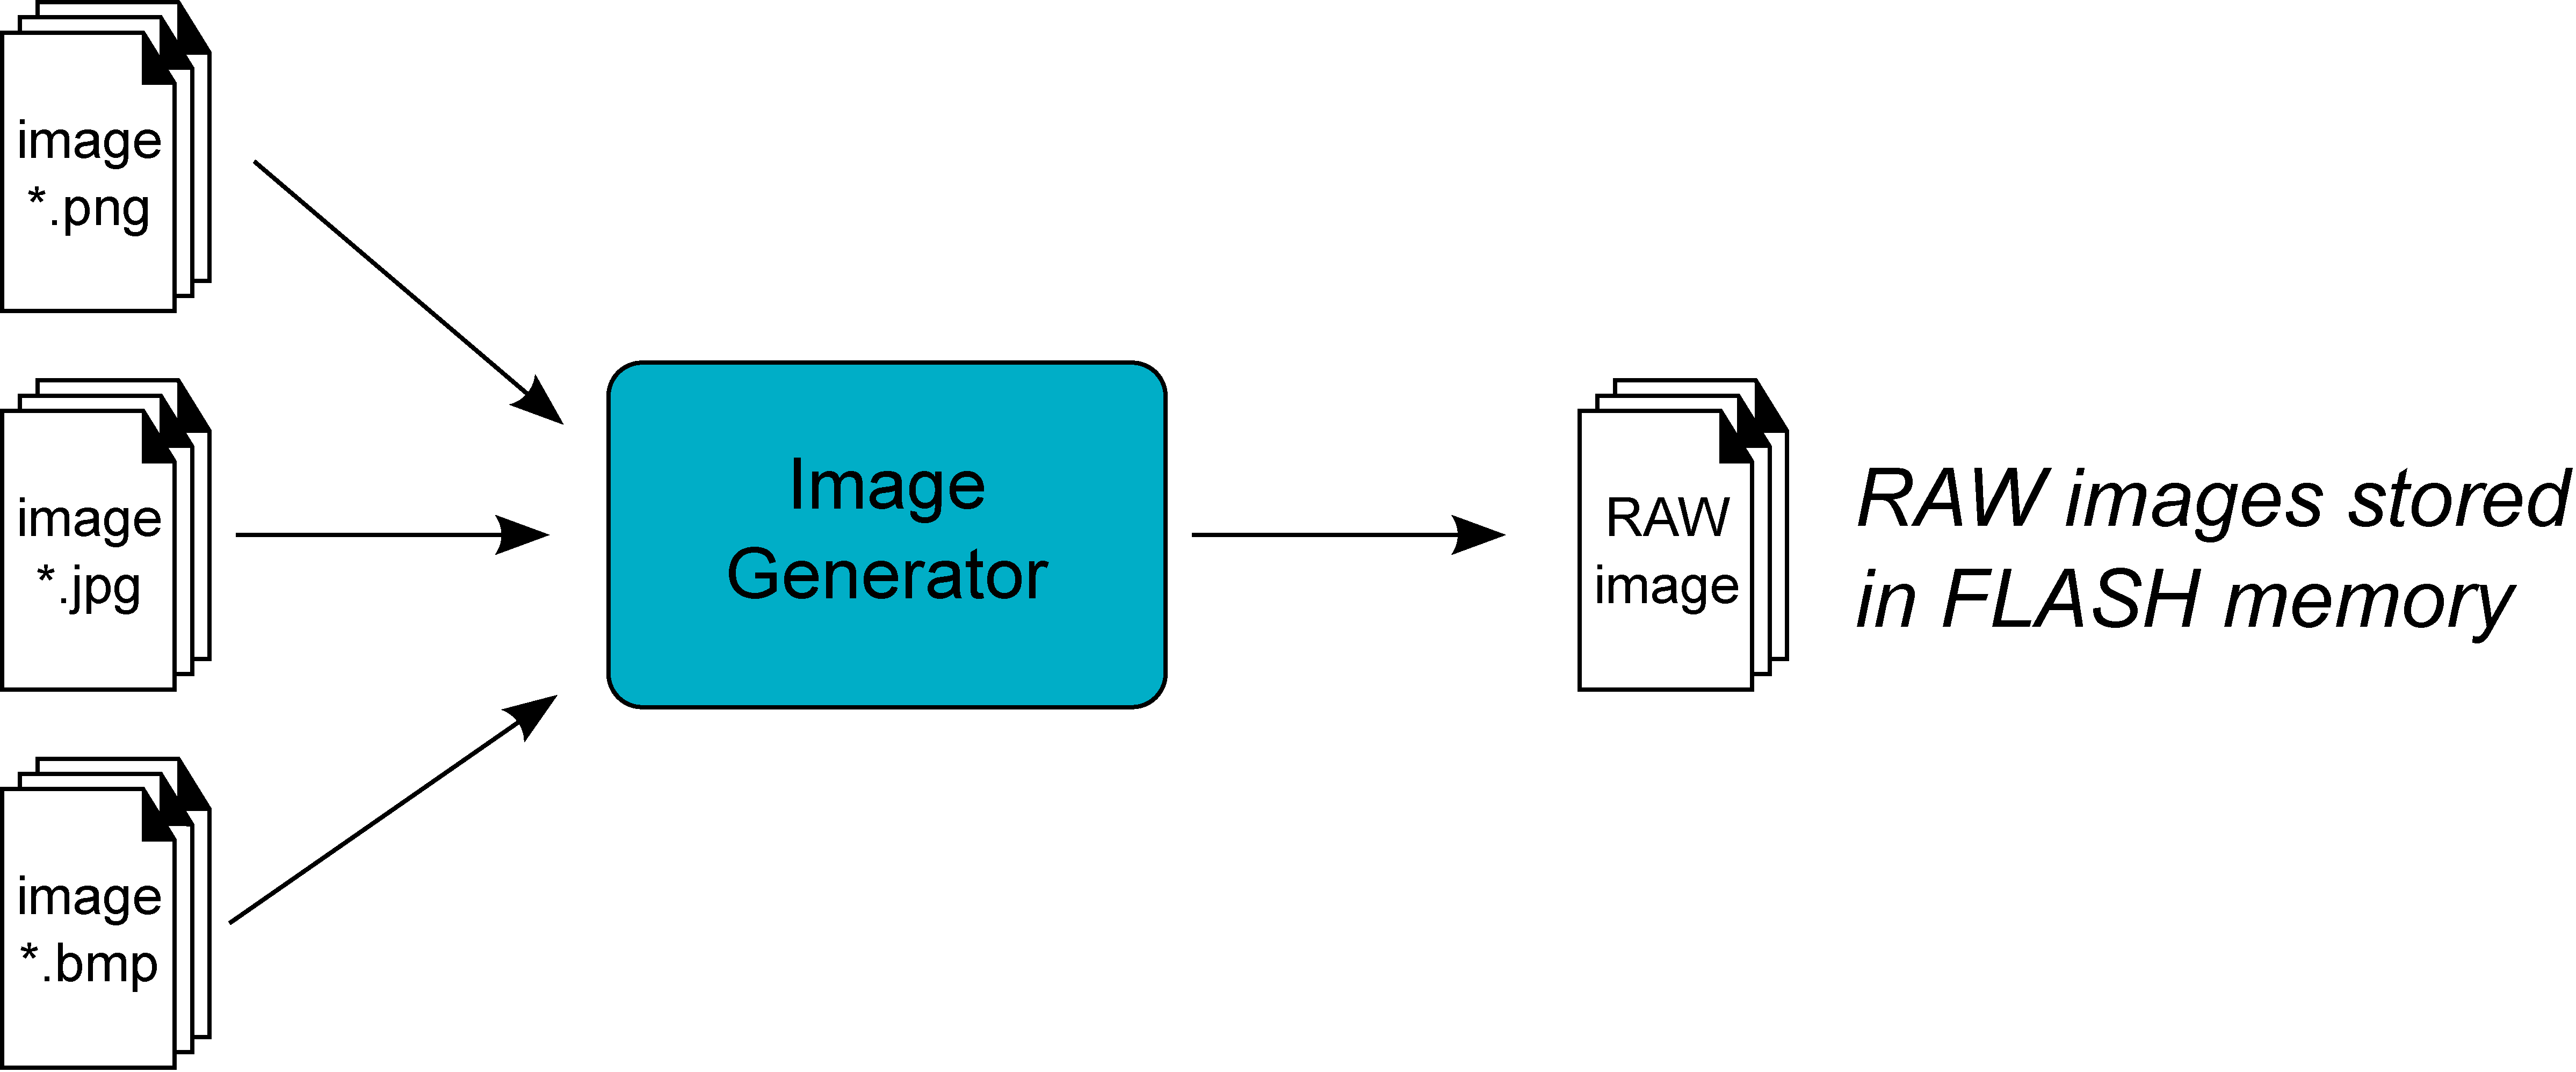 image
*.png
image
*.jpg
image
*.bmp
Image
Generator
RAW
image
RAW images stored
in FLASH memory